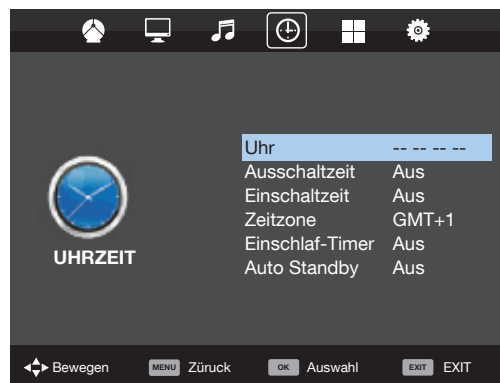 Uhr -- -- -- --
Ausschaltzeit Aus
Einschaltzeit Aus
Zeitzone GMT+1
Einschlaf-Timer Aus
Auto Standby Aus
UHRZEIT
Bewegen MENU Züruck OK Auswahl EXIT EXIT